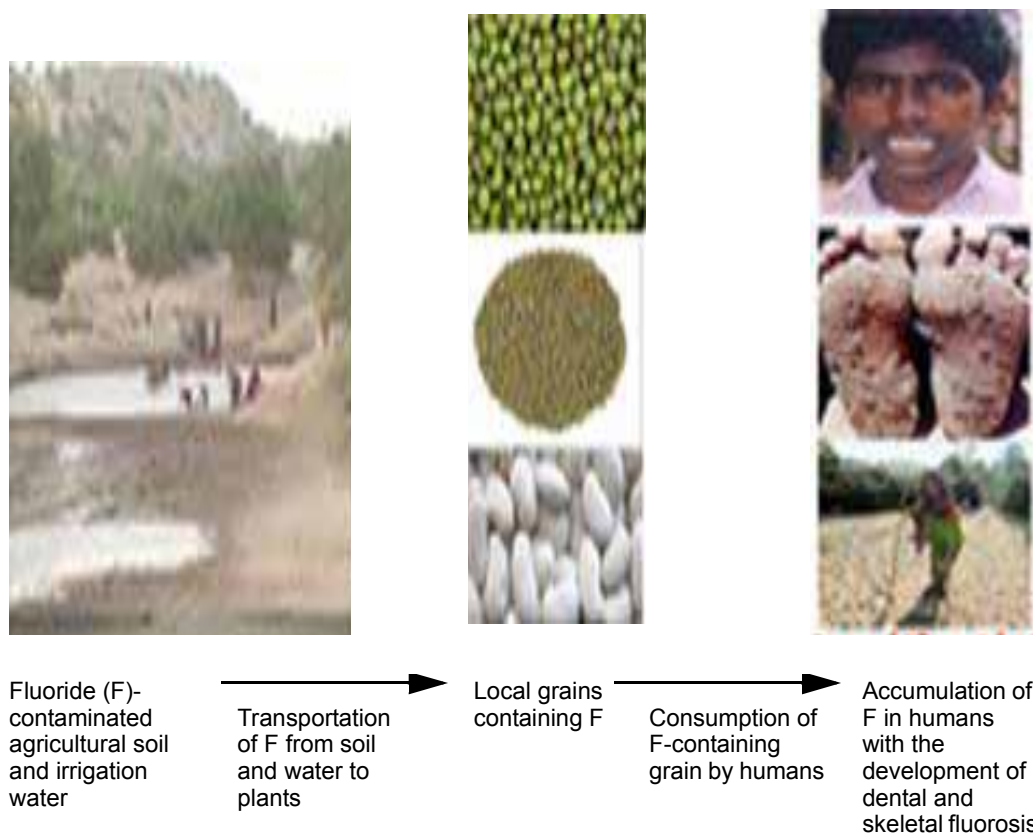 Fluoride (F)-
contaminated
agricultural soil
and irrigation
water
Transportation
of F from soil
and water to
plants
Local grains
containing F
Consumption of
F-containing
grain by humans
Accumulation of
F in humans
with the
development of
dental and
skeletal fluorosis